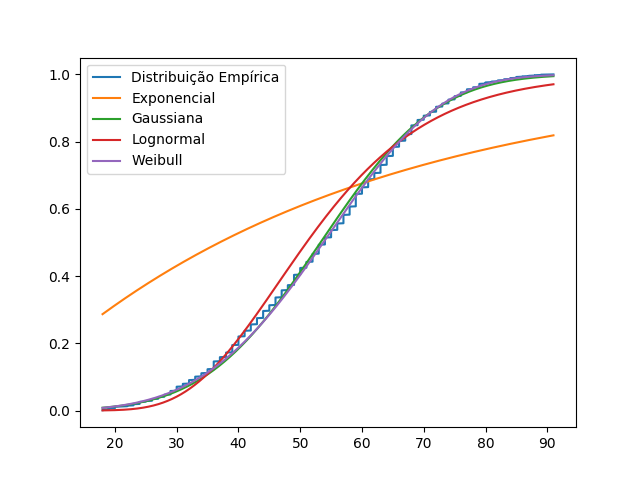 1.0
0.8
0.6
0.4
0.2
0.0
Distribuição Empírica
Exponencial
Gaussiana
Lognormal
Weibull
20 30 40 50 60 70 80 90